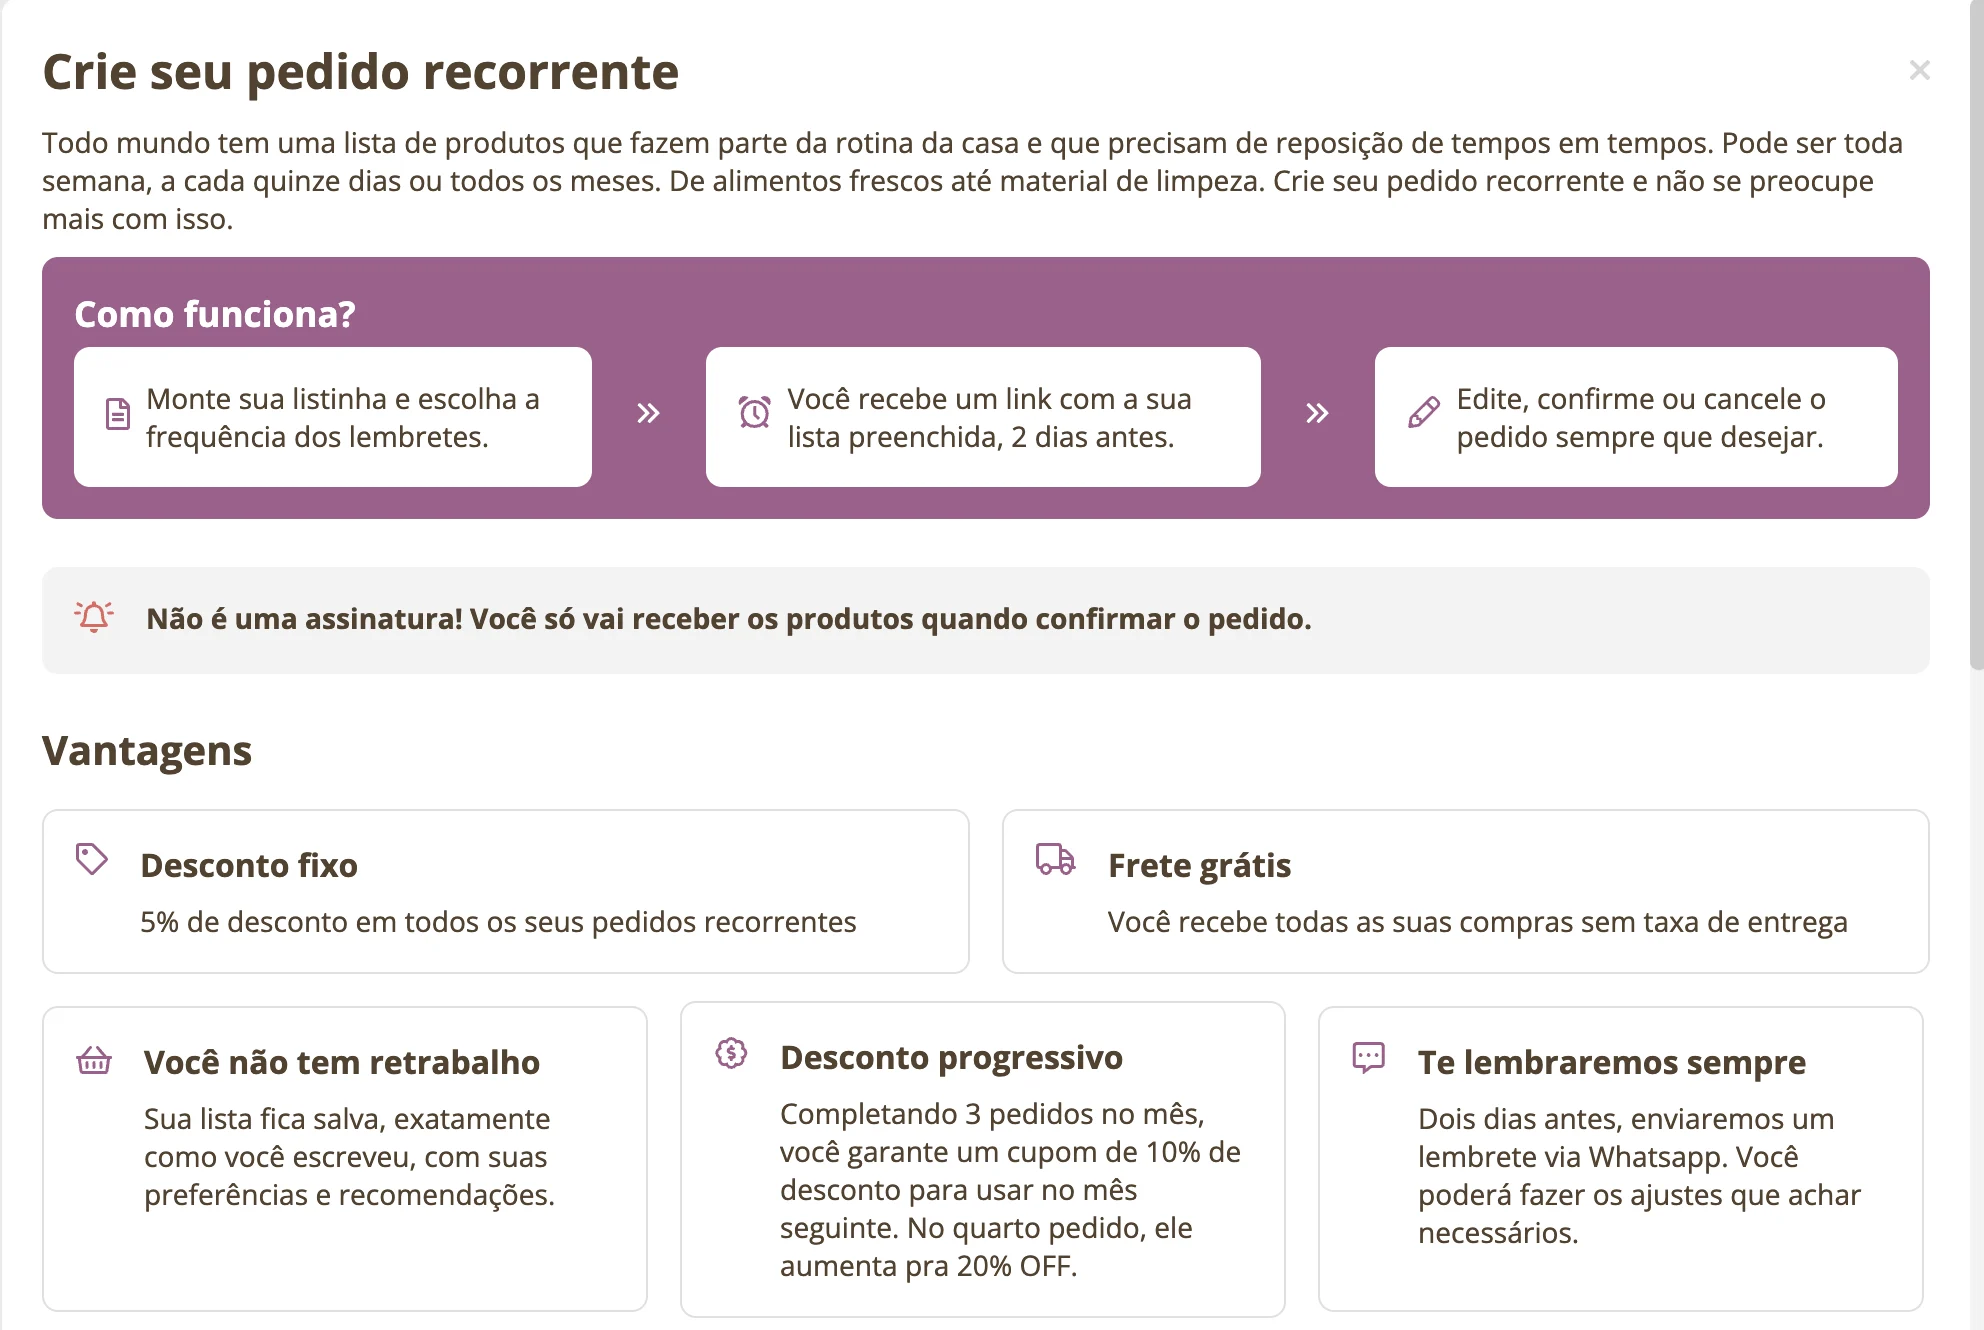 Crie seu pedido recorrente
Todo mundo tem uma lista de produtos que fazem parte da rotina da casa e que precisam de reposição de tempos em tempos. Pode ser toda
semana, a cada quinze dias ou todos os meses. De alimentos frescos até material de limpeza. Crie seu pedido recorrente e não se preocupe
mais com isso.
Como funciona?
Monte sua listinha e escolha a
frequência dos lembretes.
Você recebe um link com a sua
lista preenchida, 2 dias antes.
Edite, confirme ou cancele o
pedido sempre que desejar.
Não é uma assinatura! Você só vai receber os produtos quando confirmar o pedido.
Vantagens
Desconto fixo
5% de desconto em todos os seus pedidos recorrentes
Frete grátis
Você recebe todas as suas compras sem taxa de entrega
Você não tem retrabalho
Sua lista fica salva, exatamente
como você escreveu, com suas
preferências e recomendações.
Desconto progressivo
Completando 3 pedidos no mês,
você garante um cupom de 10% de
desconto para usar no mês
seguinte. No quarto pedido, ele
aumenta pra 20% OFF.
Te lembraremos sempre
Dois dias antes, enviaremos um
lembrete via Whatsapp. Você
poderá fazer os ajustes que achar
necessários.